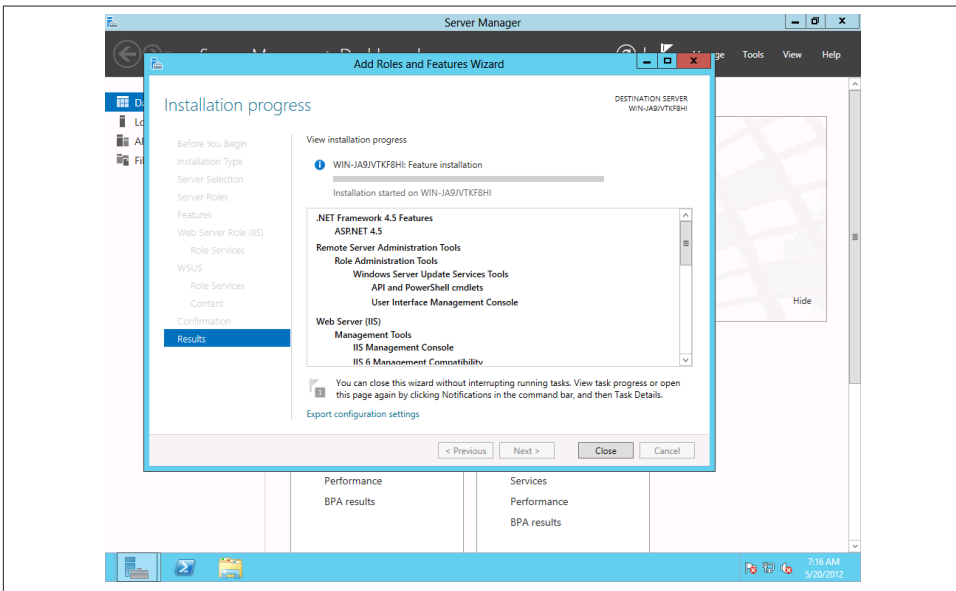 Server Manager
Tools View Help
Add Roles and Features Wizard
Installation progress
DESTINATION SERVER
WIN-JA9JVTKF8HI
Before You Begin
Installation Type
Server Selection
Server Roles
Features
Web Server Role (IIS)
Role Services
WSUS
Role Services
Content
Confirmation
Results
View installation progress
WIN-JA9JVTKF8HI: Feature installation
Installation started on WIN-JA9JVTKF8HI
.NET Framework 4.5 Features
ASP.NET 4.5
Remote Server Administration Tools
Role Administration Tools
Windows Server Update Services Tools
API and PowerShell cmdlets
User Interface Management Console
Web Server (IIS)
Management Tools
IIS Management Console
IIS 6 Management Compatibility
1
You can close this wizard without interrupting running tasks. View task progress or open
this page again by clicking Notifications in the command bar, and then Task Details.
Export configuration settings
< Previous Next > Close Cancel
Hide
Performance
BPA results
Services
Performance
BPA results
7:16 AM
5/20/2012